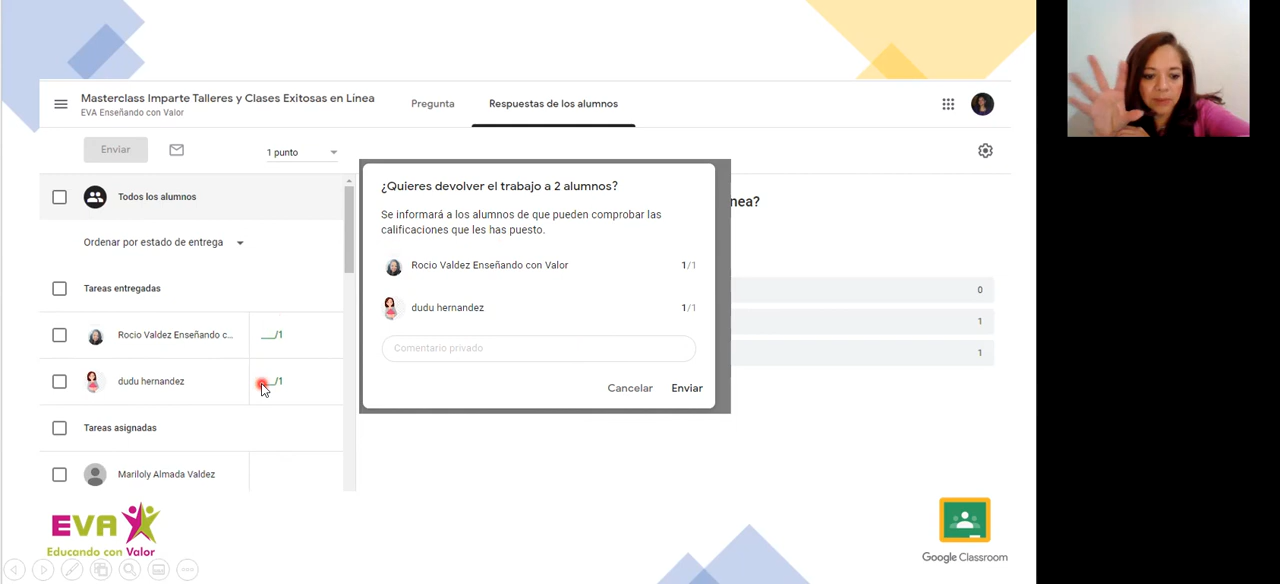 Masterclass Imparte Talleres y Clases Exitosas en Línea
EVA Enseñando con Valor
Pregunta
Respuestas de los alumnos
Enviar
1 punto
Todos los alumnos
Ordenar por estado de entrega
Tareas entregadas
Rocio Valdez Enseñando c...
__/1
dudu hernandez
__/1
Tareas asignadas
Mariloly Almada Valdez
¿Quieres devolver el trabajo a 2 alumnos?
Se informará a los alumnos de que pueden comprobar las
calificaciones que les has puesto.
Rocio Valdez Enseñando con Valor
1/1
dudu hernandez
1/1
Comentario privado
Cancelar
Enviar
nea?
0
1
1
EVA
Educando con Valor
Google Classroom